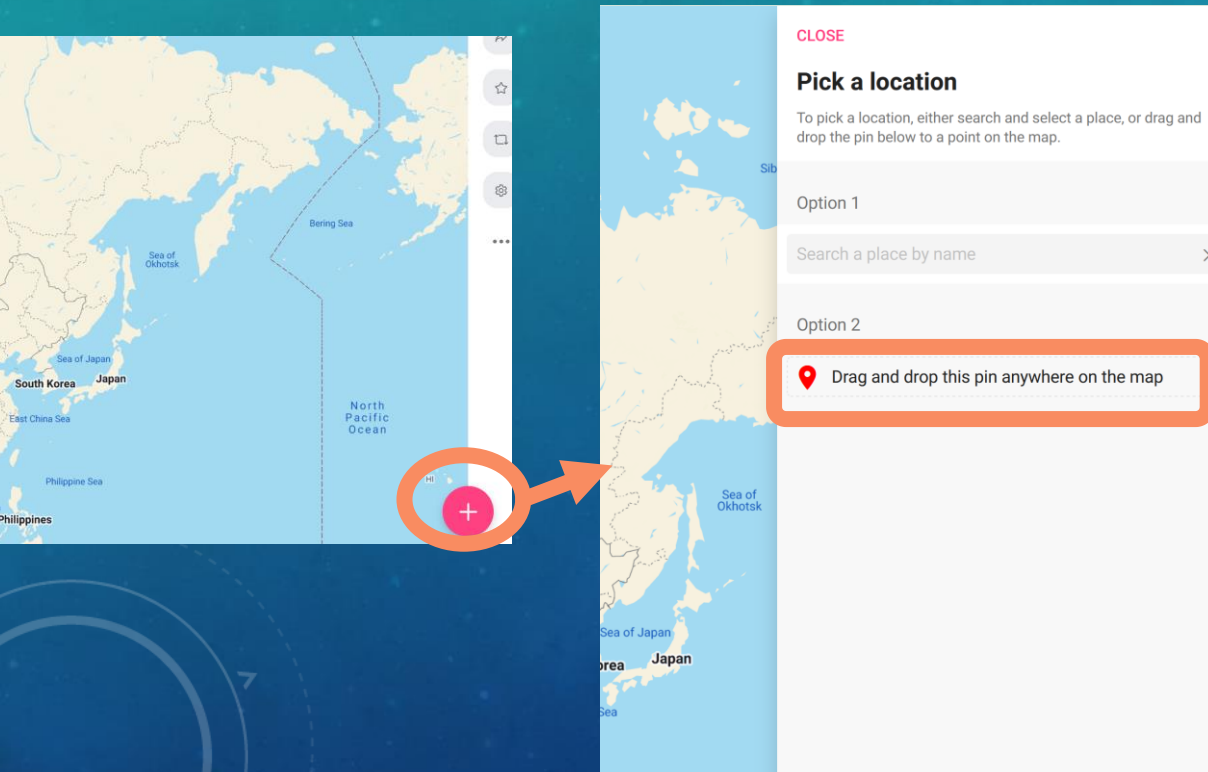 Bering Sea
Sea of
Okhotsk
Sea of Japan
South Korea
Japan
East China Sea
North
Pacific
Ocean
HI
Philippine Sea
Philippines
+
CLOSE
Pick a location
To pick a location, either search and select a place, or drag and
drop the pin below to a point on the map.
Sib
Option 1
Search a place by name
Option 2
Drag and drop this pin anywhere on the map
Sea of
Okhotsk
Sea of Japan
orea
Japan
Sea